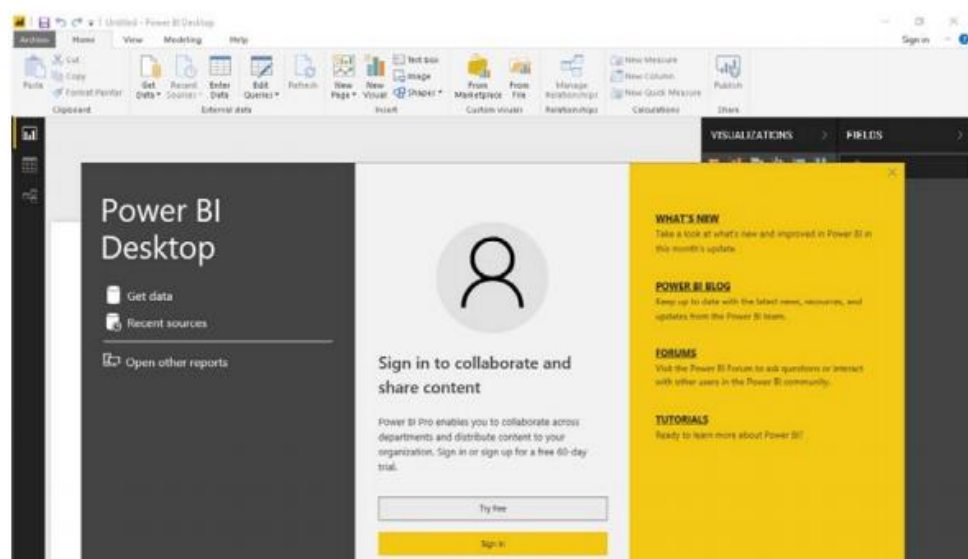 Untitled - Power BI Desktop
Sign in
Archivo Home View Modeling Help
Paste
Cut
Copy
Format Painter
Clipboard
Get Data
Recent Sources
Enter Data
Edit Queries
Refresh
External data
New Page
New Visual
Text box
Image
Shapes
Insert
From Marketplace
From File
Custom visuals
Manage Relationships
Relationships
New Measure
New Column
New Quick Measure
Calculations
Publish
Share
VISUALIZATIONS
FIELDS
Power BI
Desktop
Get data
Recent sources
Open other reports
Sign in to collaborate and
share content
Power BI Pro enables you to collaborate across
departments and distribute content to your
organization. Sign in or sign up for a free 60-day
trial.
Try free
Sign in
WHAT'S NEW
Take a look at what's new and improved in Power BI in
this month's update.
POWER BI BLOG
Keep up to date with the latest news, resources, and
updates from the Power BI team.
FORUMS
Visit the Power BI Forum to ask questions or interact
with other users in the Power BI community.
TUTORIALS
Ready to learn more about Power BI?